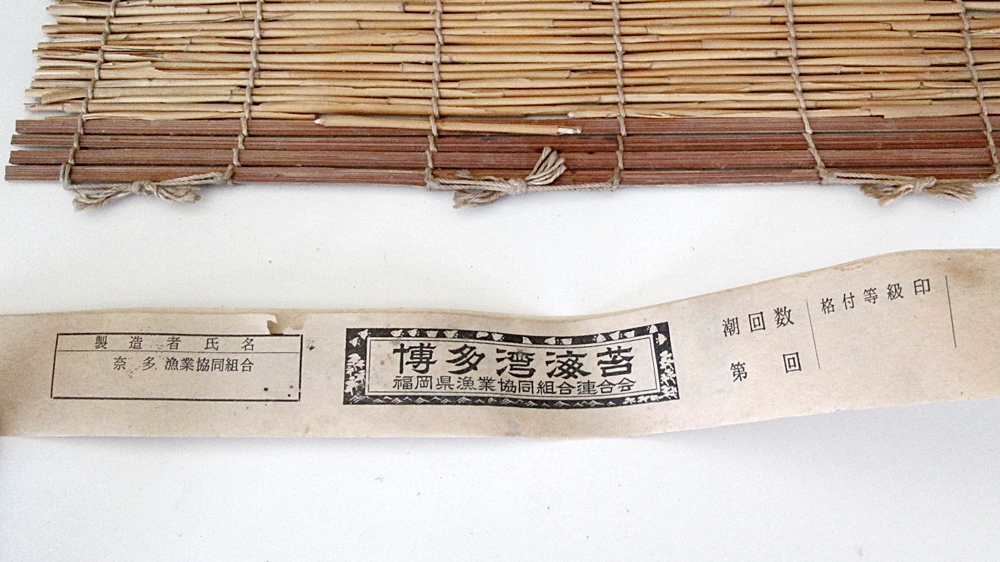 製造者氏名
奈多漁業協同組合
博多湾海苔
福岡県漁業協同組合連合会
潮回数
第 回
格付等級印